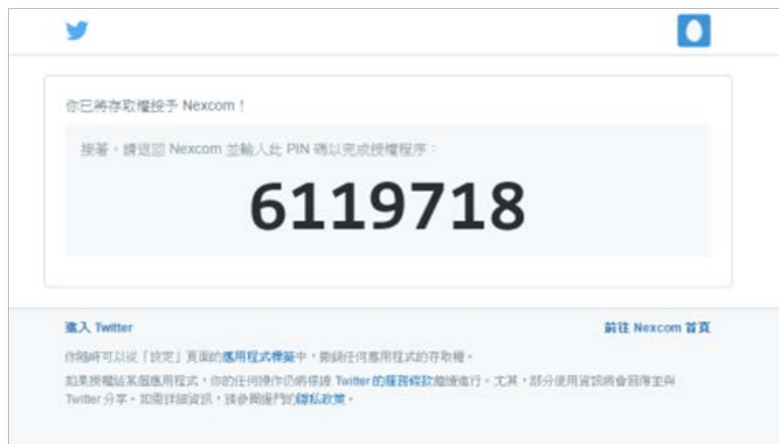 你已將存取權授予 Nexcom！
接著，請返回 Nexcom 並輸入此 PIN 碼以完成授權程序：
6119718
進入 Twitter
前往 Nexcom 首頁
你隨時可以從「設定」頁面的應用程式標籤中，撤銷任何應用程式的存取權。
如果授權給某個應用程式，你的任何操作仍將根據 Twitter 的服務條款繼續進行。尤其，部分使用資訊將會回傳並與
Twitter 分享。如需詳細資訊，請參閱我們的隱私政策。